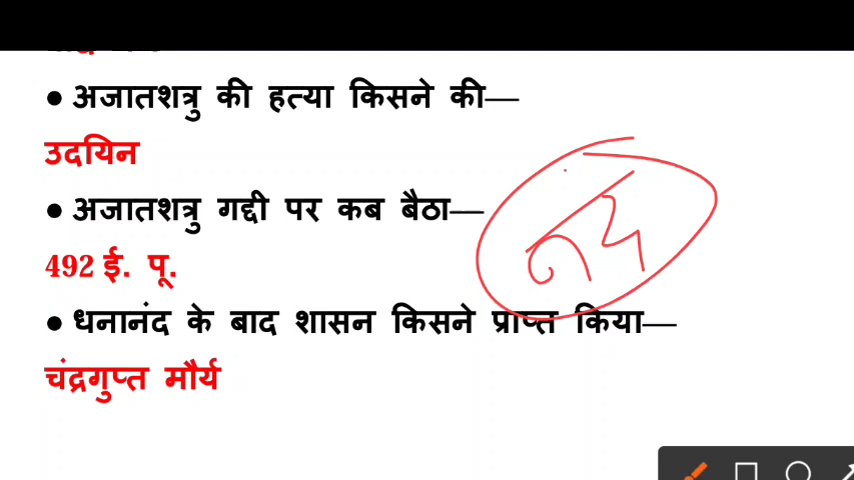 ● अजातशत्रु की हत्या किसने की—
उदयिन
● अजातशत्रु गद्दी पर कब बैठा—
492 ई. पू.
● धनानंद के बाद शासन किसने प्राप्त किया—
चंद्रगुप्त मौर्य